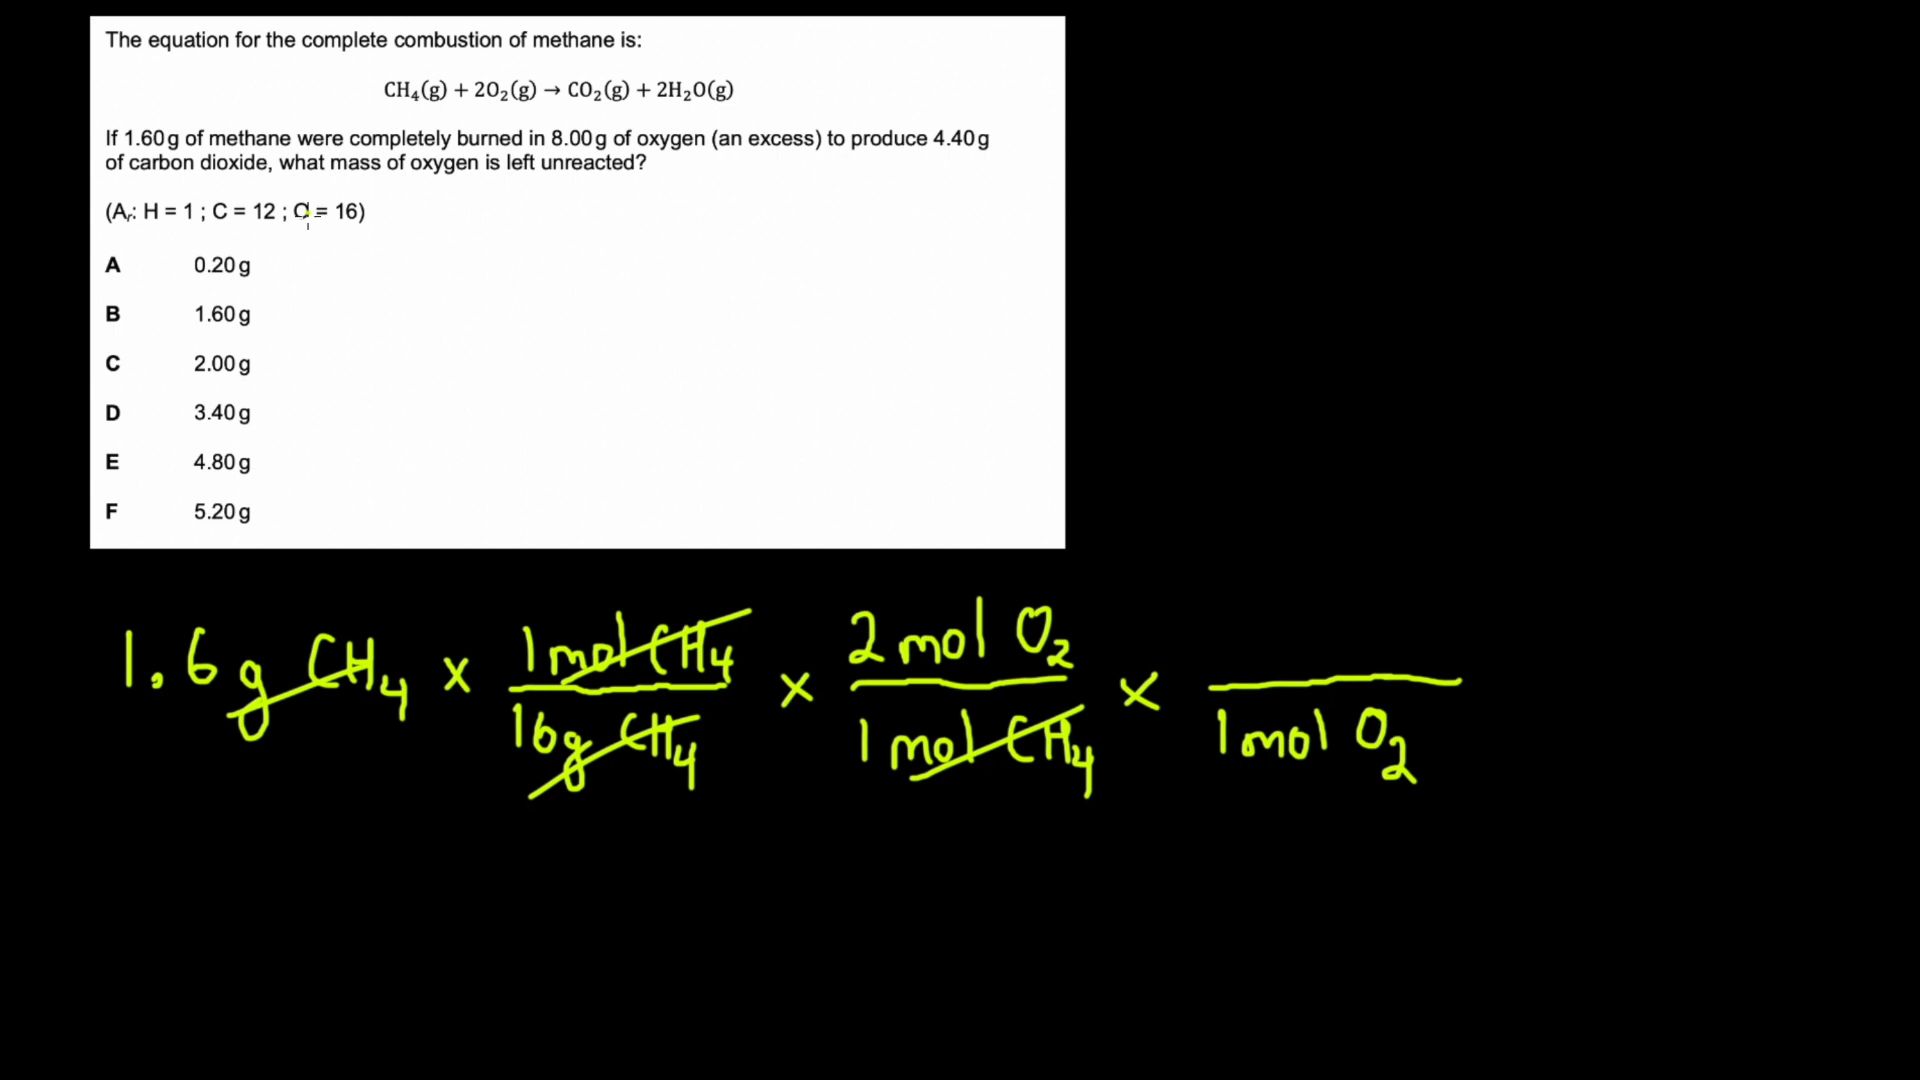 The equation for the complete combustion of methane is:
CH₄(g) + 2O₂(g) → CO₂(g) + 2H₂O(g)
If 1.60 g of methane were completely burned in 8.00 g of oxygen (an excess) to produce 4.40 g
of carbon dioxide, what mass of oxygen is left unreacted?
(Aᵣ: H = 1 ; C = 12 ; O = 16)
A 0.20 g
B 1.60 g
C 2.00 g
D 3.40 g
E 4.80 g
F 5.20 g
1 mol CH₄ 2 mol O₂
1.6g CH₄ × × ×
16g CH₄ 1 mol CH₄ 1 mol O₂